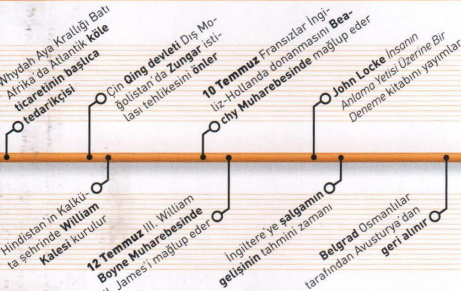 Whydah Aya Krallığı Batı
Afrika'da Atlantik köle
ticaretinin başlıca
tedarikçisi
Çin Qing devleti Dış Mo-
ğolistan'da Zungar isti-
lası tehlikesini önler
10 Temmuz Fransızlar İngi-
liz-Hollanda donanmasını Bea-
chy Muharebesinde mağlup eder
John Locke İnsanın
Anlama Yetisi Üzerine Bir
Deneme kitabını yayımlar
Hindistan'ın Kalkü-
ta şehrinde William
Kalesi kurulur
12 Temmuz III. William
Boyne Muharebesinde
James'i mağlup eder
İngiltere'ye salgamın
gelişinin tahmini zamanı
Belgrad Osmanlılar
tarafından Avusturya'dan
geri alınır